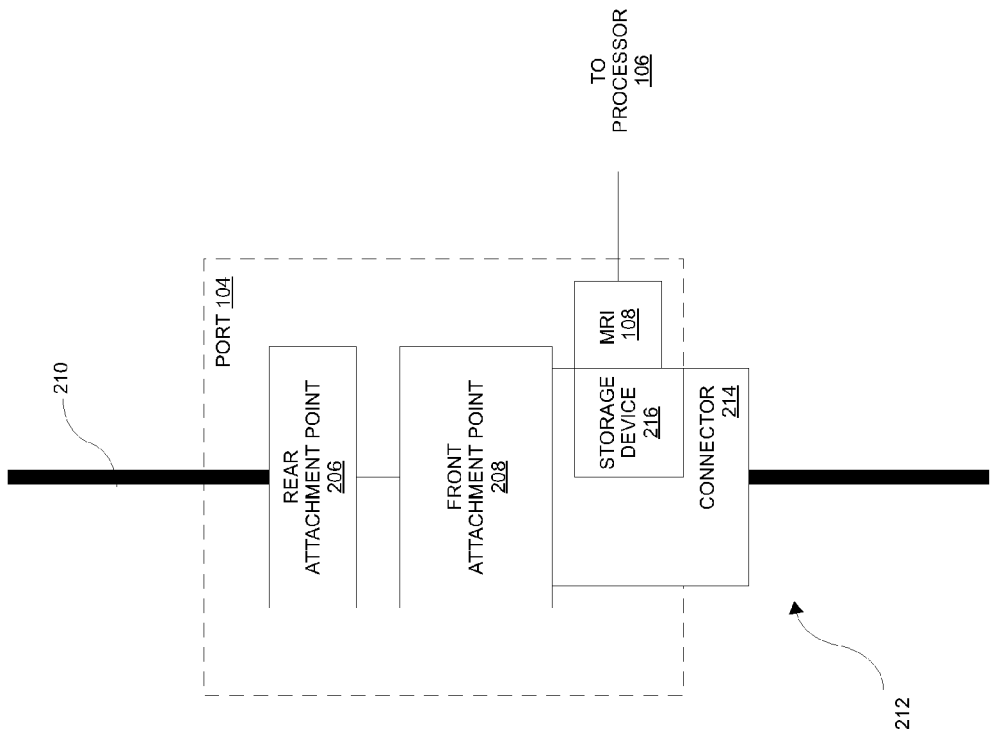 210
PORT 104
REAR
ATTACHMENT POINT
206
FRONT
ATTACHMENT POINT
208
STORAGE
DEVICE
216
MRI
108
CONNECTOR
214
TO
PROCESSOR
106
212